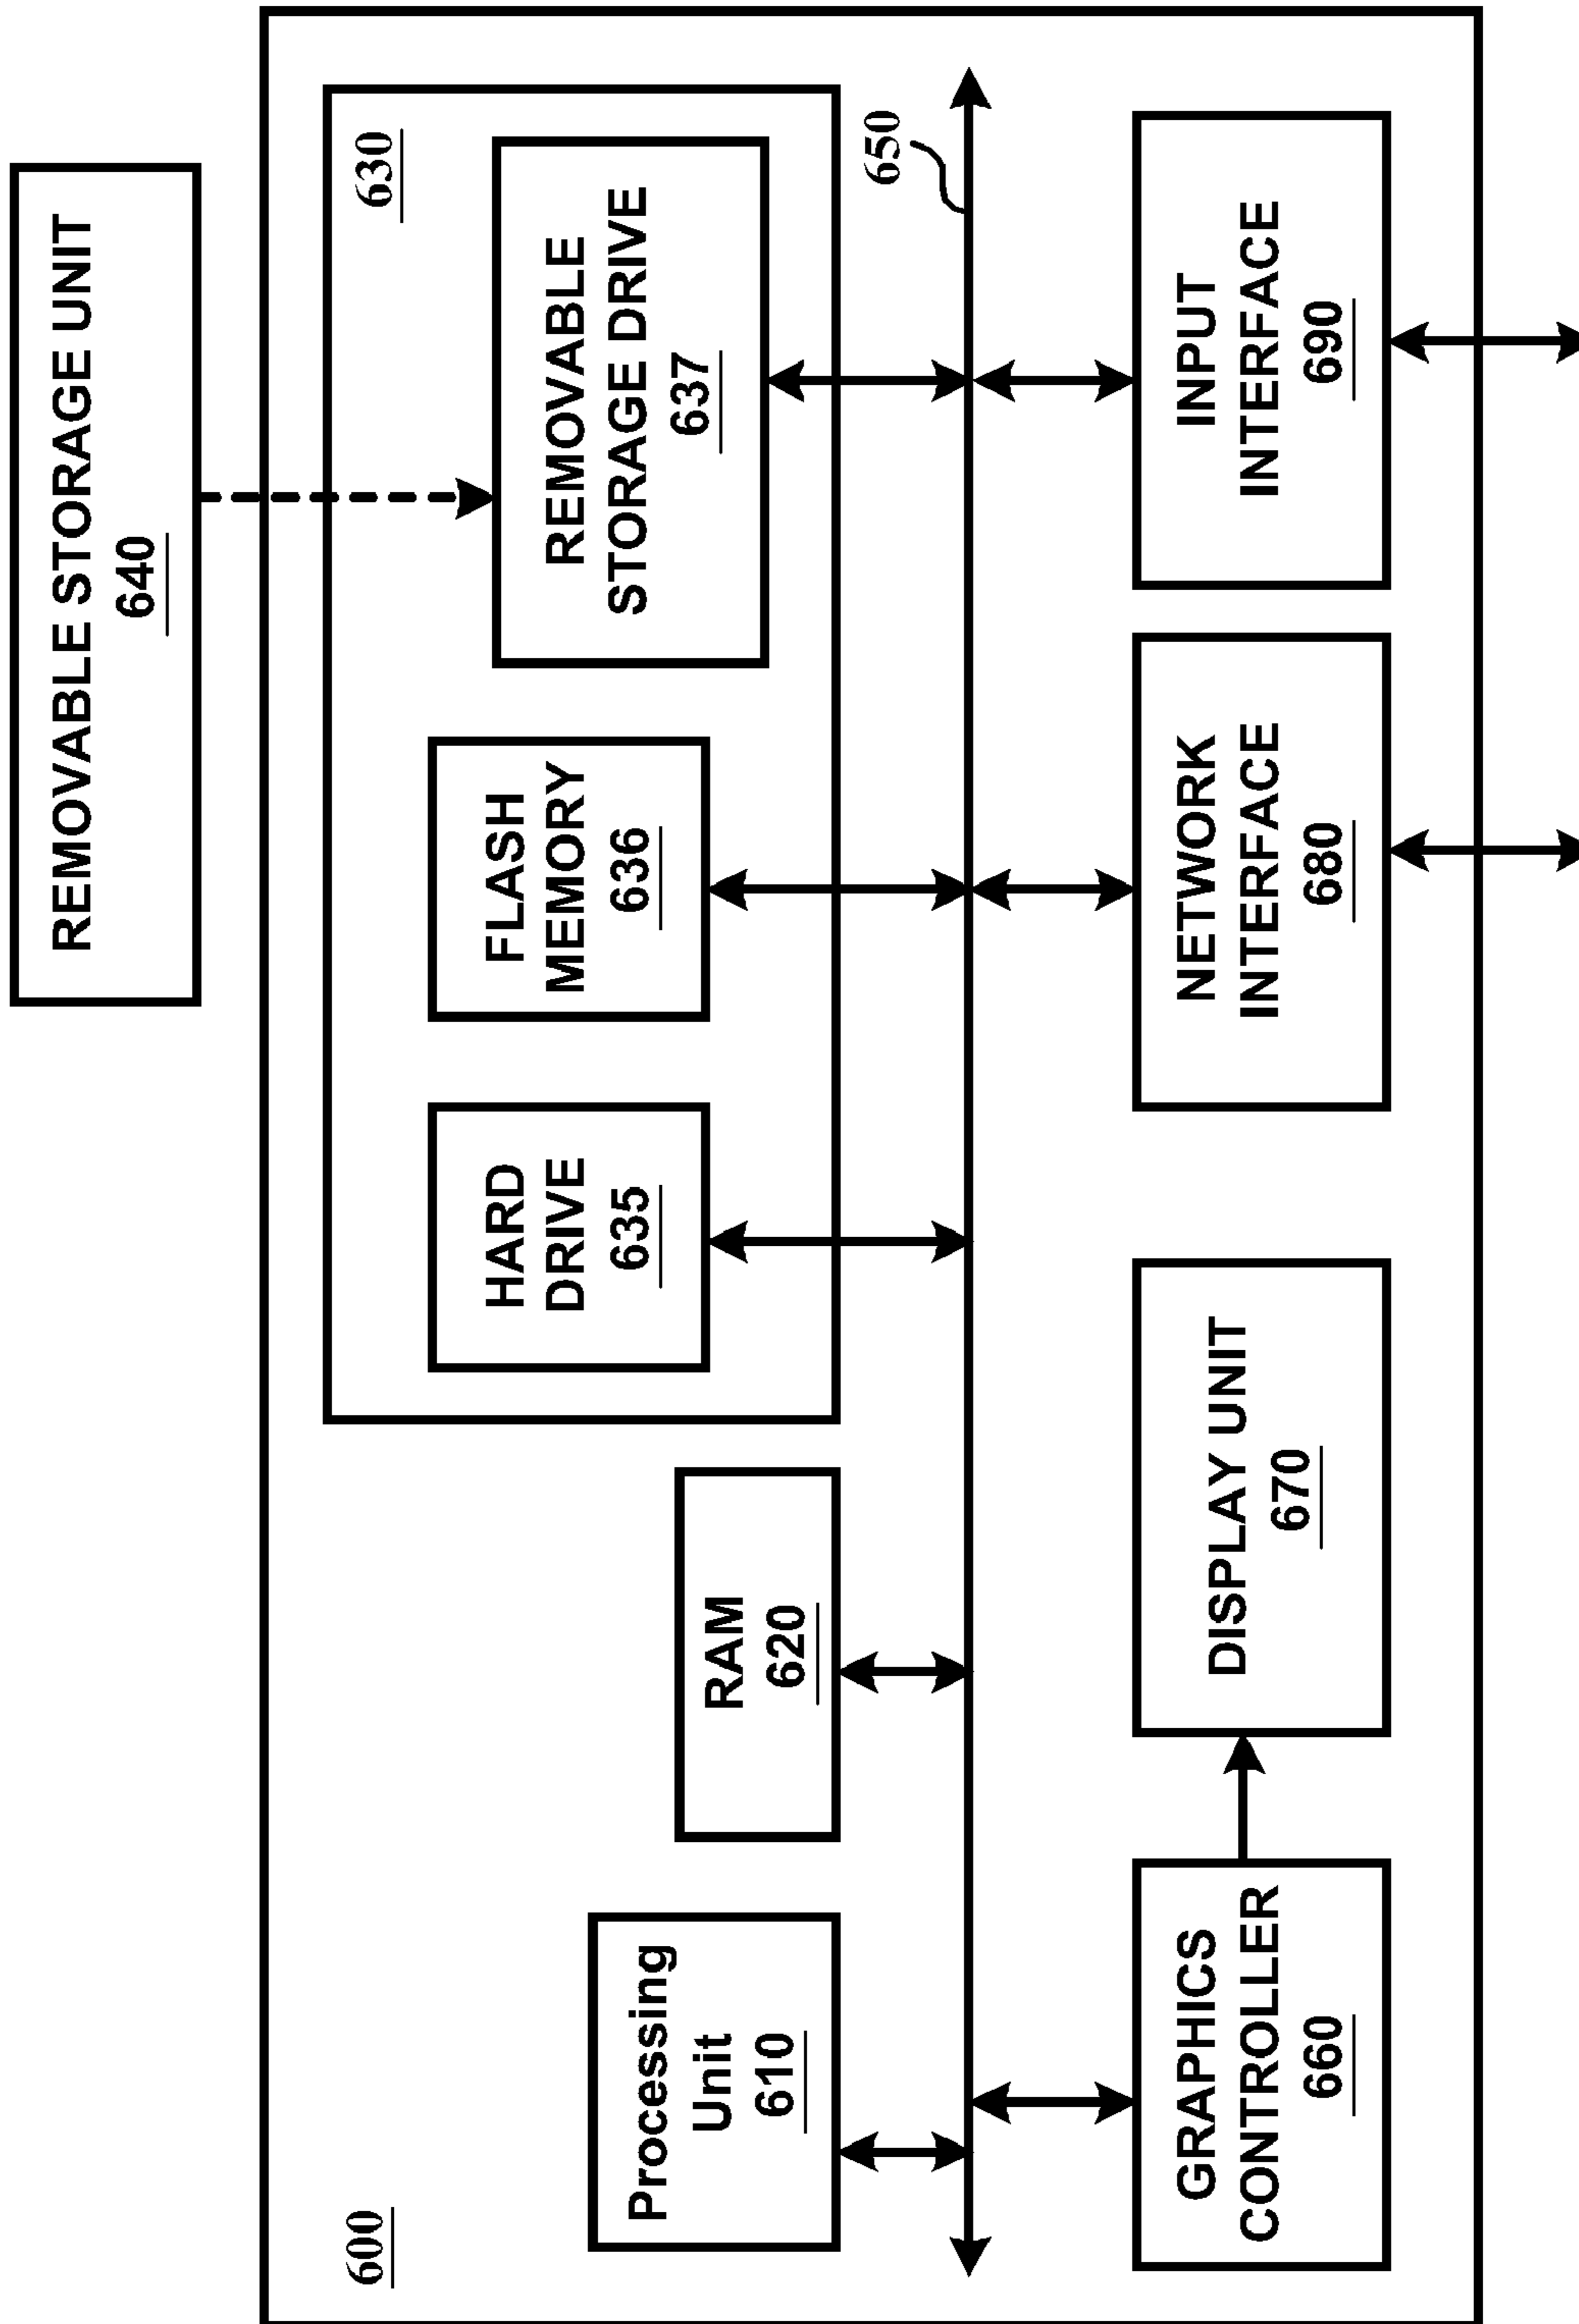 REMOVABLE STORAGE UNIT
640
600
630
Processing
Unit
610
RAM
620
HARD
DRIVE
635
FLASH
MEMORY
636
REMOVABLE
STORAGE DRIVE
637
650
GRAPHICS
CONTROLLER
660
DISPLAY UNIT
670
NETWORK
INTERFACE
680
INPUT
INTERFACE
690